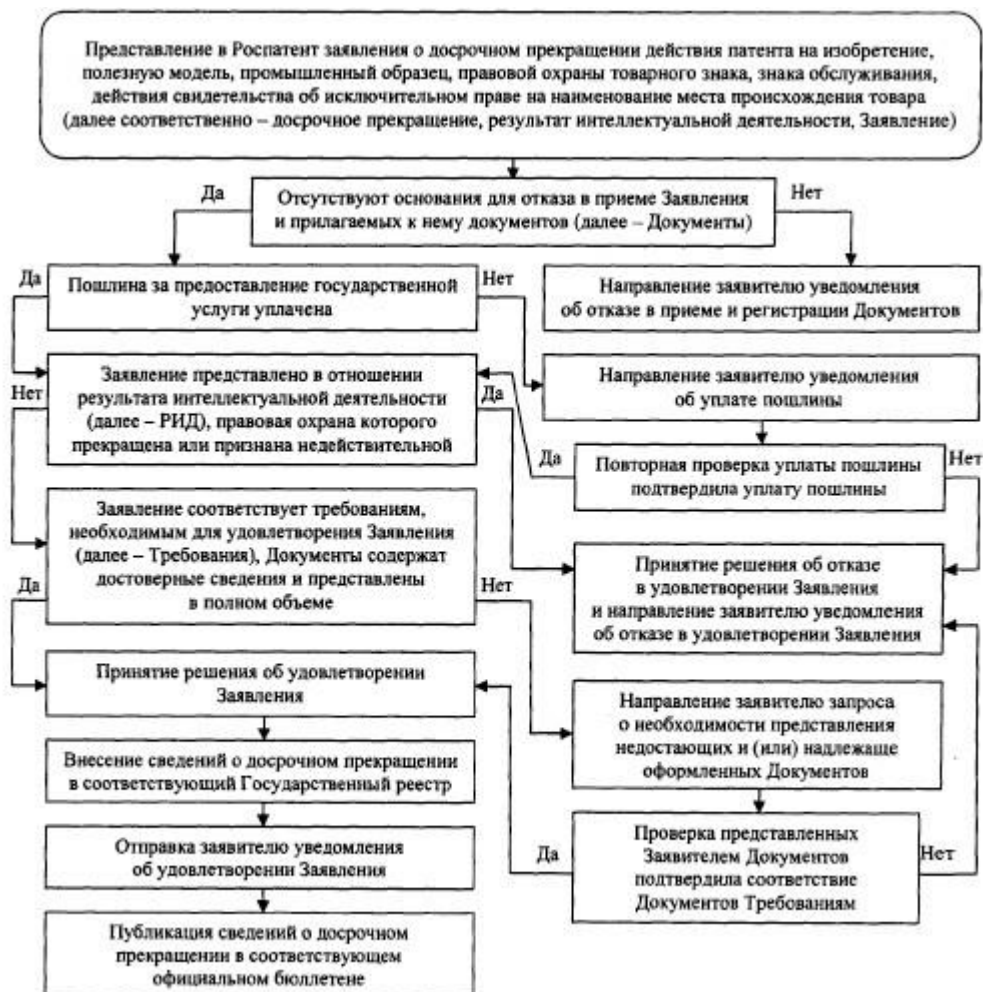 Представление в Роспатент заявления о досрочном прекращении действия патента на изобретение,
полезную модель, промышленный образец, правовой охраны товарного знака, знака обслуживания,
действия свидетельства об исключительном праве на наименование места происхождения товара
(далее соответственно – досрочное прекращение, результат интеллектуальной деятельности, Заявление)
Да
Отсутствуют основания для отказа в приеме Заявления
и прилагаемых к нему документов (далее – Документы)
Нет
Да
Пошлина за предоставление государственной
услуги уплачена
Нет
Направление заявителю уведомления
об отказе в приеме и регистрации Документов
Нет
Заявление представлено в отношении
результата интеллектуальной деятельности
(далее – РИД), правовая охрана которого
прекращена или признана недействительной
Да
Направление заявителю уведомления
об уплате пошлины
Да
Повторная проверка уплаты пошлины
подтвердила уплату пошлины
Нет
Заявление соответствует требованиям,
необходимым для удовлетворения Заявления
(далее – Требования), Документы содержат
достоверные сведения и представлены
в полном объеме
Да
Нет
Принятие решения об отказе
в удовлетворении Заявления
и направление заявителю уведомления
об отказе в удовлетворении Заявления
Принятие решения об удовлетворении
Заявления
Направление заявителю запроса
о необходимости представления
недостающих и (или) надлежаще
оформленных Документов
Внесение сведений о досрочном прекращении
в соответствующий Государственный реестр
Отправка заявителю уведомления
об удовлетворении Заявления
Да
Проверка представленных
Заявителем Документов
подтвердила соответствие
Документов Требованиям
Нет
Публикация сведений о досрочном
прекращении в соответствующем
официальном бюллетене